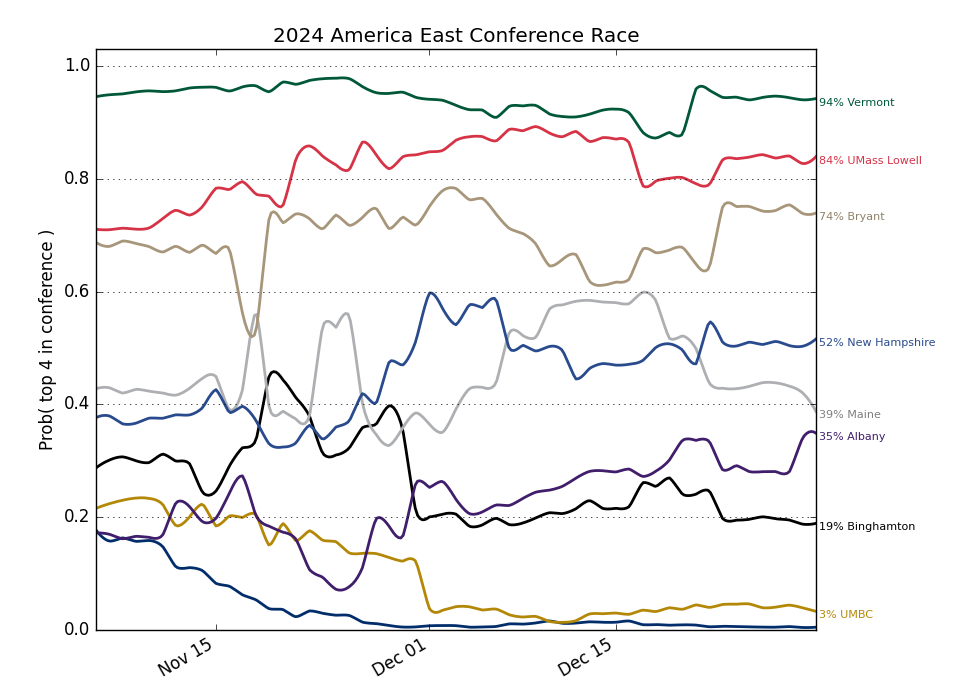 2024 America East Conference Race
Prob( top 4 in conference )
1.0
0.8
0.6
0.4
0.2
0.0
Nov 15
Dec 01
Dec 15
94% Vermont
84% UMass Lowell
74% Bryant
52% New Hampshire
39% Maine
35% Albany
19% Binghamton
3% UMBC